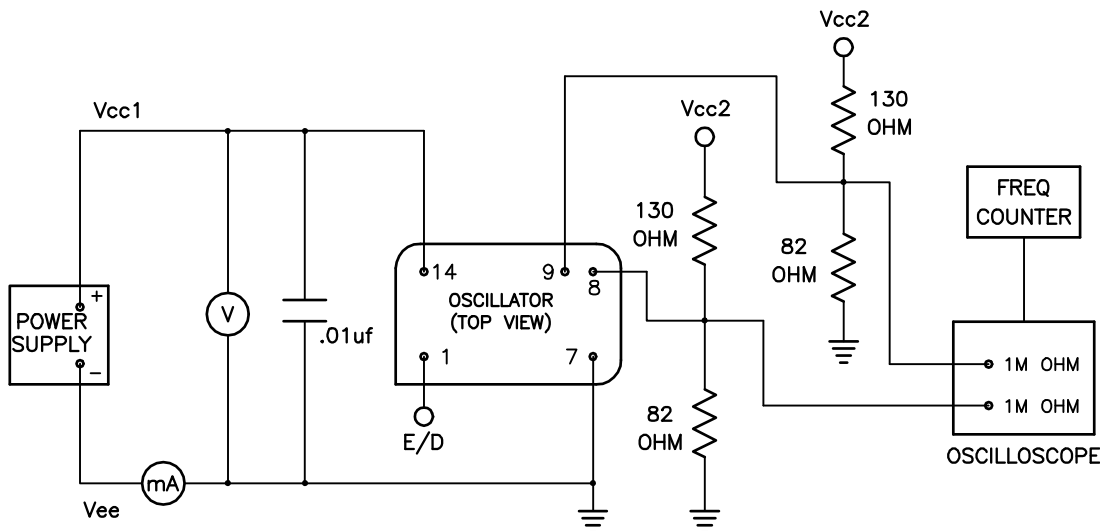 Vcc2
130
OHM
Vcc2
Vcc1
FREQ
COUNTER
130
OHM
82
OHM
14
9
8
OSCILLATOR
(TOP VIEW)
+
POWER
SUPPLY
−
V
.01uf
1
7
1M OHM
1M OHM
82
OHM
E/D
OSCILLOSCOPE
mA
Vee